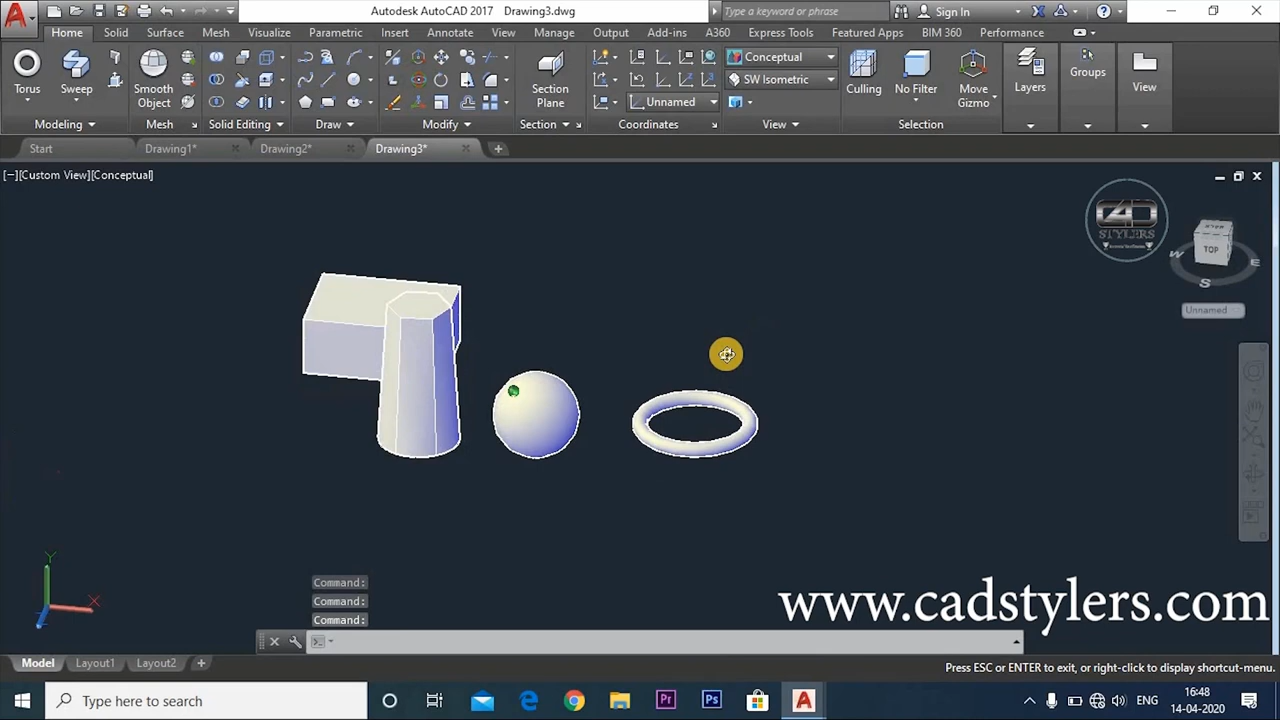 Autodesk AutoCAD 2017 Drawing3.dwg
Type a keyword or phrase
Sign In
Home Solid Surface Mesh Visualize Parametric Insert Annotate View Manage Output Add-ins A360 Express Tools Featured Apps BIM 360 Performance
Torus
Sweep
Smooth
Object
Section
Plane
Unnamed
Conceptual
SW Isometric
Culling
No Filter
Move
Gizmo
Layers
Groups
View
Modeling
Mesh
Solid Editing
Draw
Modify
Section
Coordinates
View
Selection
Start
Drawing1*
Drawing2*
Drawing3*
[−][Custom View][Conceptual]
CAD
STYLERS
TOP
W
E
S
Unnamed
Y
X
Command:
Command:
Command:
www.cadstylers.com
Model
Layout1
Layout2
Press ESC or ENTER to exit, or right-click to display shortcut-menu.
Type here to search
Pr
Ps
A
ENG
16:48
14-04-2020